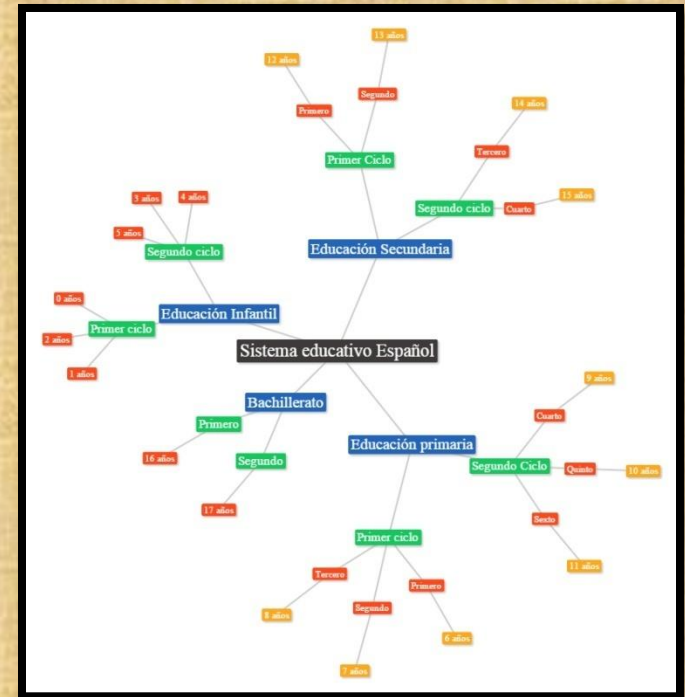 13 años
12 años
Segundo
Primero
14 años
Primer Ciclo
Tercero
3 años
4 años
15 años
Segundo ciclo
Cuarto
5 años
Segundo ciclo
Educación Secundaria
0 años
Educación Infantil
Primer ciclo
2 años
Sistema educativo Español
1 años
9 años
Bachillerato
Cuarto
Primero
Educación primaria
16 años
Segundo
Segundo Ciclo
Quinto
10 años
17 años
Sexto
Primer ciclo
11 años
Tercero
Primero
Segundo
8 años
6 años
7 años